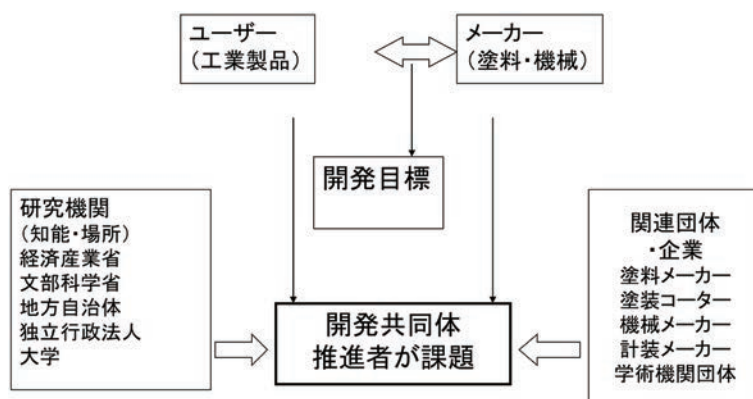 ユーザー
(工業製品)
メーカー
(塗料・機械)
開発目標
研究機関
(知能・場所)
経済産業省
文部科学省
地方自治体
独立行政法人
大学
開発共同体
推進者が課題
関連団体
・企業
塗料メーカー
塗装コーター
機械メーカー
計装メーカー
学術機関団体